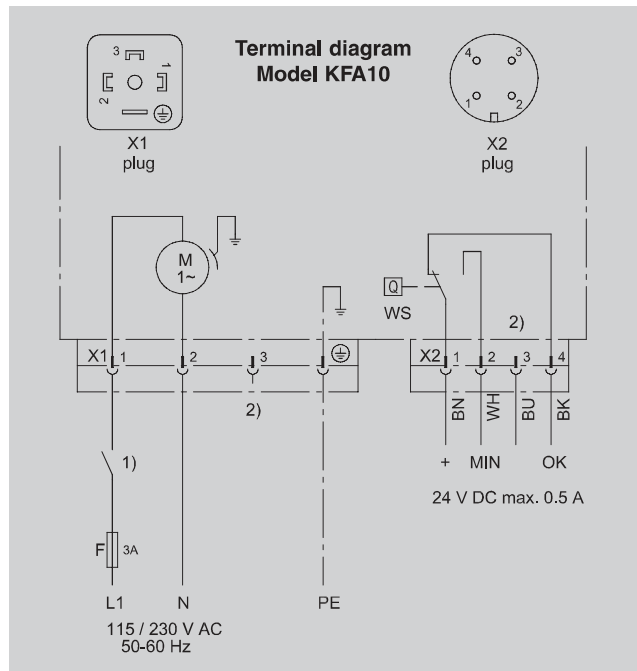 Terminal diagram
Model KFA10
3
1
2
X1
plug
4
3
1
2
X2
plug
M
1~
Q
WS
2)
X1
1
2
3
X2
1
2
3
4
2)
BN
WH
BU
BK
+
MIN
OK
24 V DC max. 0.5 A
1)
F
3A
L1
N
PE
115 / 230 V AC
50-60 Hz